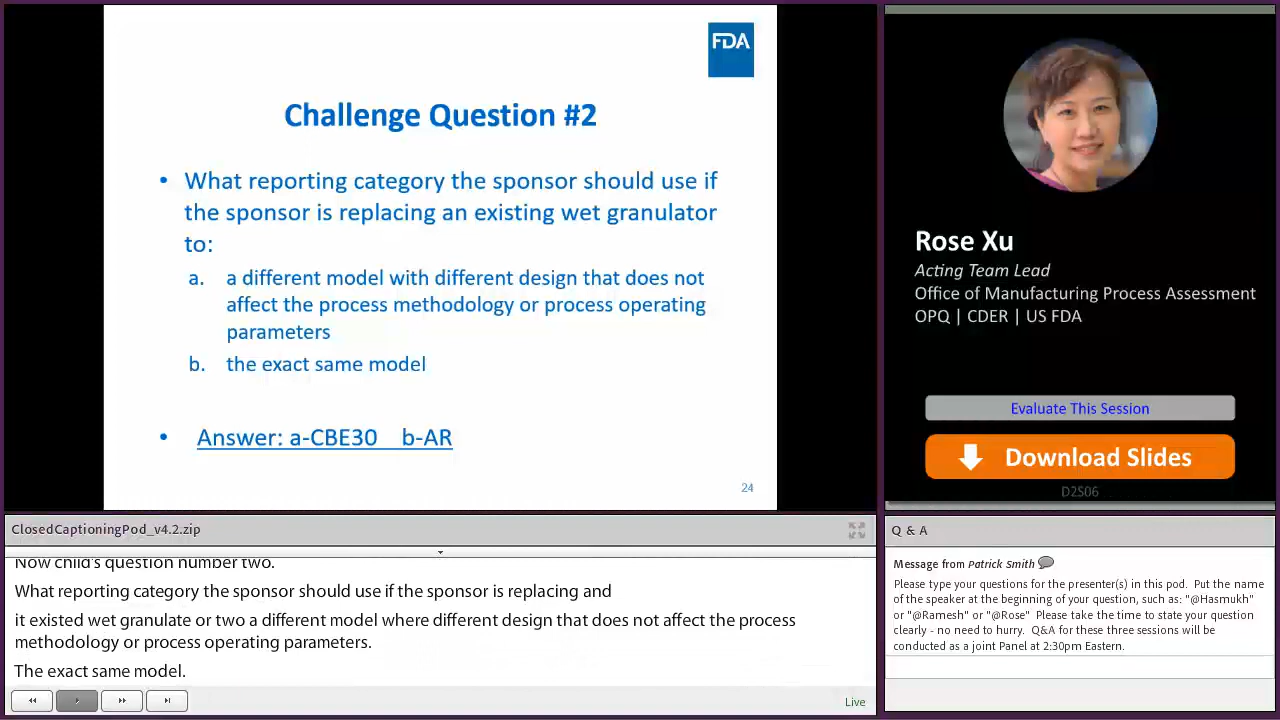 FDA
Challenge Question #2
• What reporting category the sponsor should use if
the sponsor is replacing an existing wet granulator
to:
a. a different model with different design that does not
affect the process methodology or process operating
parameters
b. the exact same model
• Answer: a-CBE30 b-AR
24
Rose Xu
Acting Team Lead
Office of Manufacturing Process Assessment
OPQ | CDER | US FDA
Evaluate This Session
Download Slides
D2S06
ClosedCaptioningPod_v4.2.zip
Now child's question number two.
What reporting category the sponsor should use if the sponsor is replacing and
it existed wet granulate or two a different model where different design that does not affect the process
methodology or process operating parameters.
The exact same model.
Live
Q & A
Message from Patrick Smith
Please type your questions for the presenter(s) in this pod. Put the name
of the speaker at the beginning of your question, such as: "@Hasmukh"
or "@Ramesh" or "@Rose" Please take the time to state your question
clearly - no need to hurry. Q&A for these three sessions will be
conducted as a joint Panel at 2:30pm Eastern.